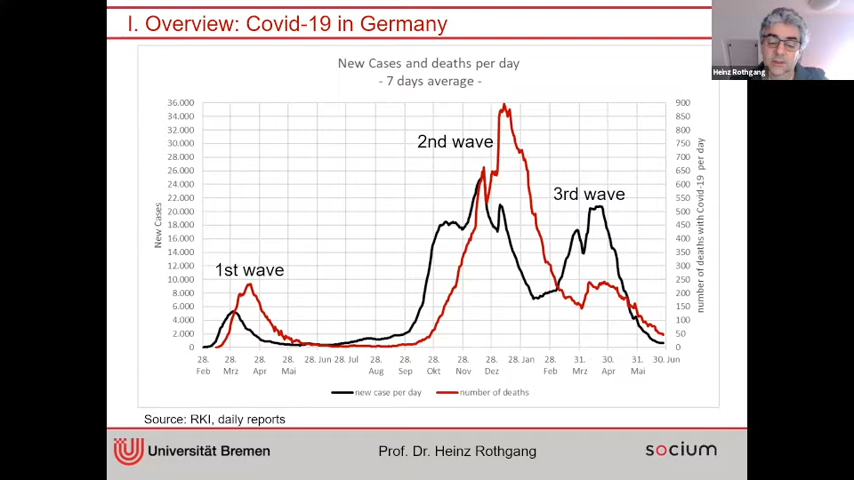 I. Overview: Covid-19 in Germany
Heinz Rothgang
New Cases and deaths per day
- 7 days average -
36.000
34.000
32.000
30.000
28.000
26.000
24.000
22.000
20.000
18.000
16.000
14.000
12.000
10.000
8.000
6.000
4.000
2.000
0
New Cases
900
850
800
750
700
650
600
550
500
450
400
350
300
250
200
150
100
50
0
number of deaths with Covid-19 per day
1st wave
2nd wave
3rd wave
28. 28. 28. 28. 28. Jun 28. Jul 28. 28. 28. 28. 28. 28. Jan 28. 31. 30. 31. 30. Jun
Feb Mrz Apr Mai Aug Sep Okt Nov Dez Feb Mrz Apr Mai
new case per day number of deaths
Source: RKI, daily reports
Universität Bremen Prof. Dr. Heinz Rothgang socium